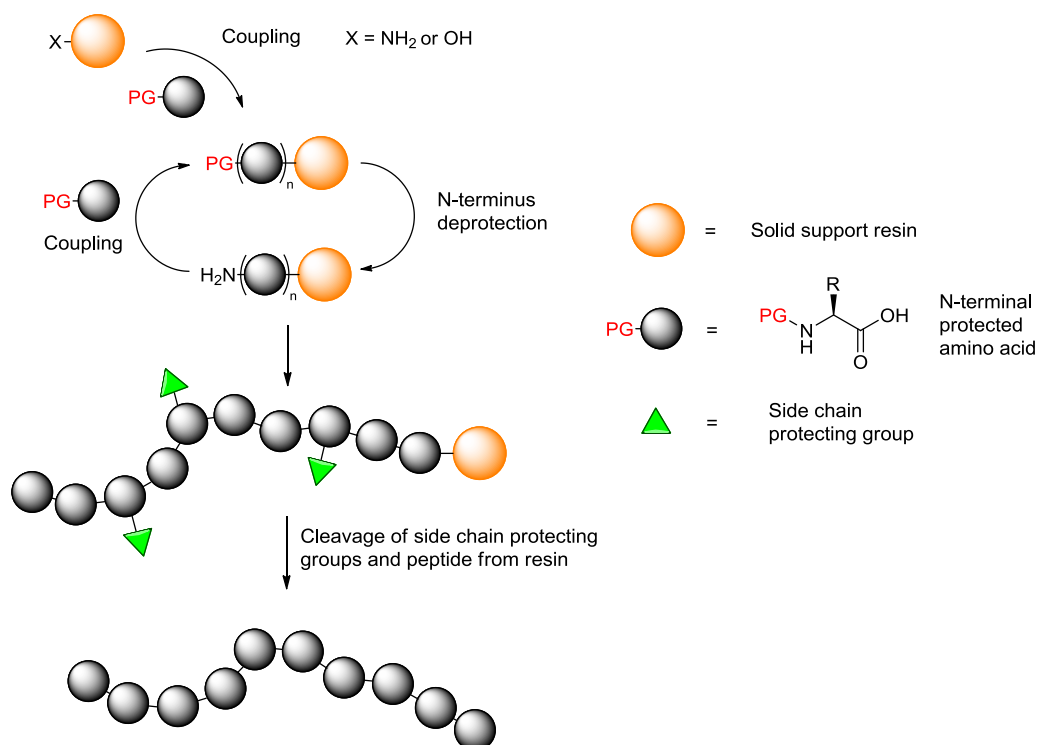 X
Coupling
X = NH2 or OH
PG
PG
n
PG
Coupling
N-terminus
deprotection
H2N
n
= Solid support resin
PG
=
PG
N
H
R
OH
O
N-terminal
protected
amino acid
= Side chain
protecting group
Cleavage of side chain protecting
groups and peptide from resin